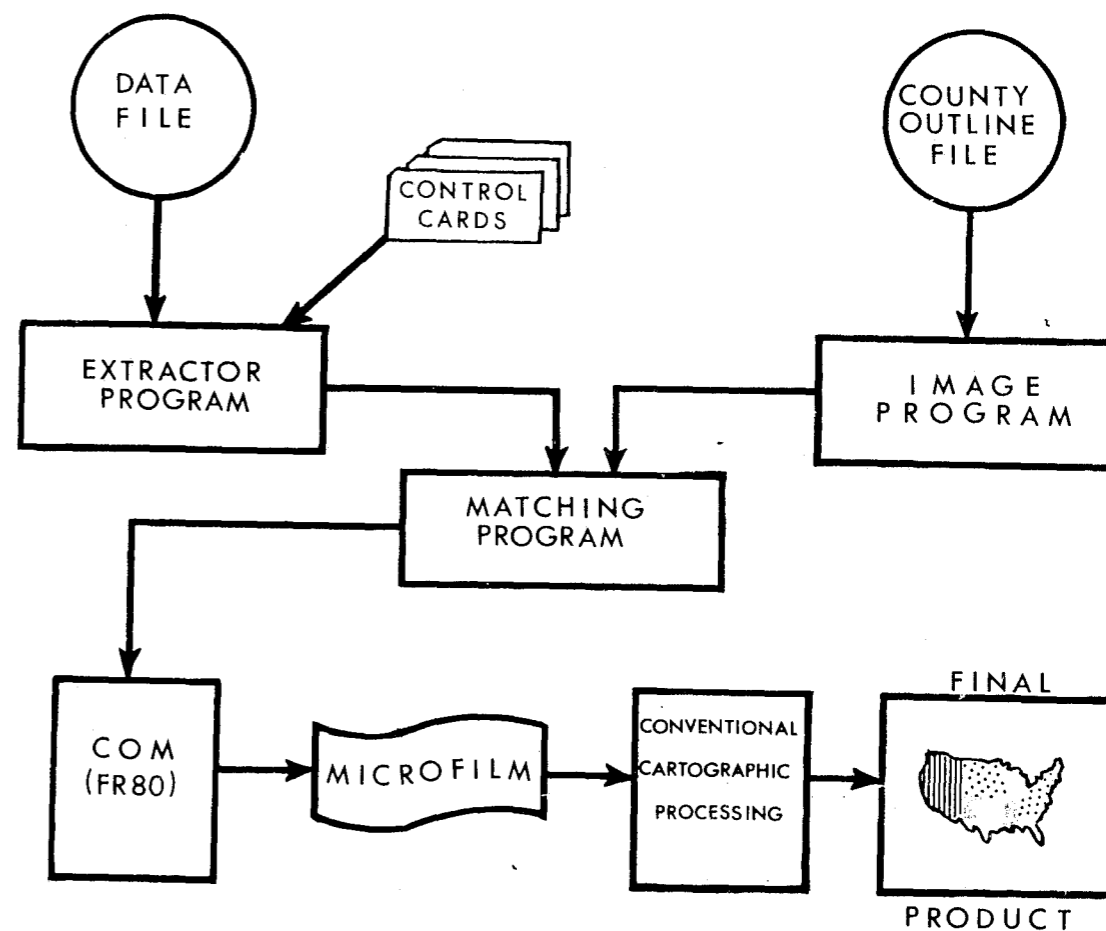 DATA
FILE
COUNTY
OUTLINE
FILE
CONTROL
CARDS
EXTRACTOR
PROGRAM
IMAGE
PROGRAM
MATCHING
PROGRAM
COM
(FR80)
MICROFILM
CONVENTIONAL
CARTOGRAPHIC
PROCESSING
FINAL
PRODUCT